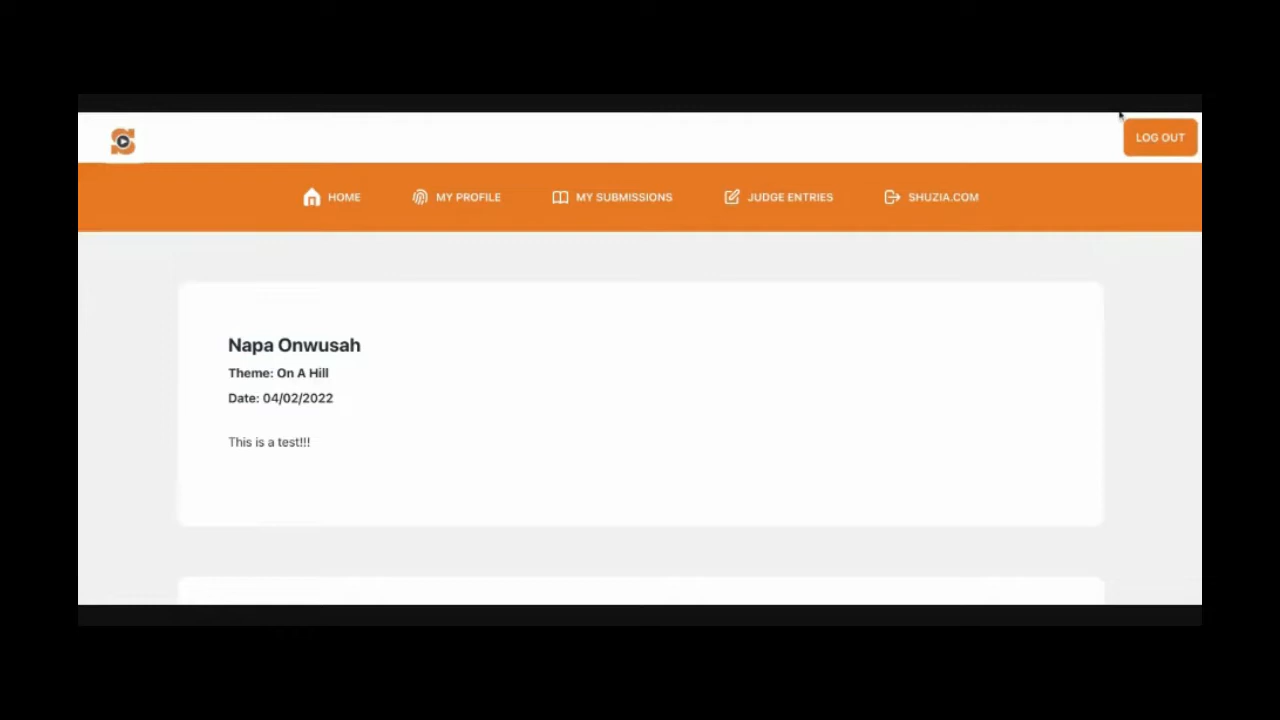 LOG OUT
HOME MY PROFILE MY SUBMISSIONS JUDGE ENTRIES SHUZIA.COM
Napa Onwusah
Theme: On A Hill
Date: 04/02/2022
This is a test!!!